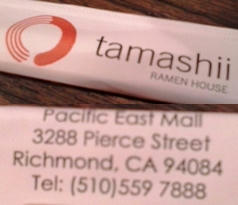 tamashii
RAMEN HOUSE
Pacific East Mall
3288 Pierce Street
Richmond, CA 94084
Tel: (510)559 7888